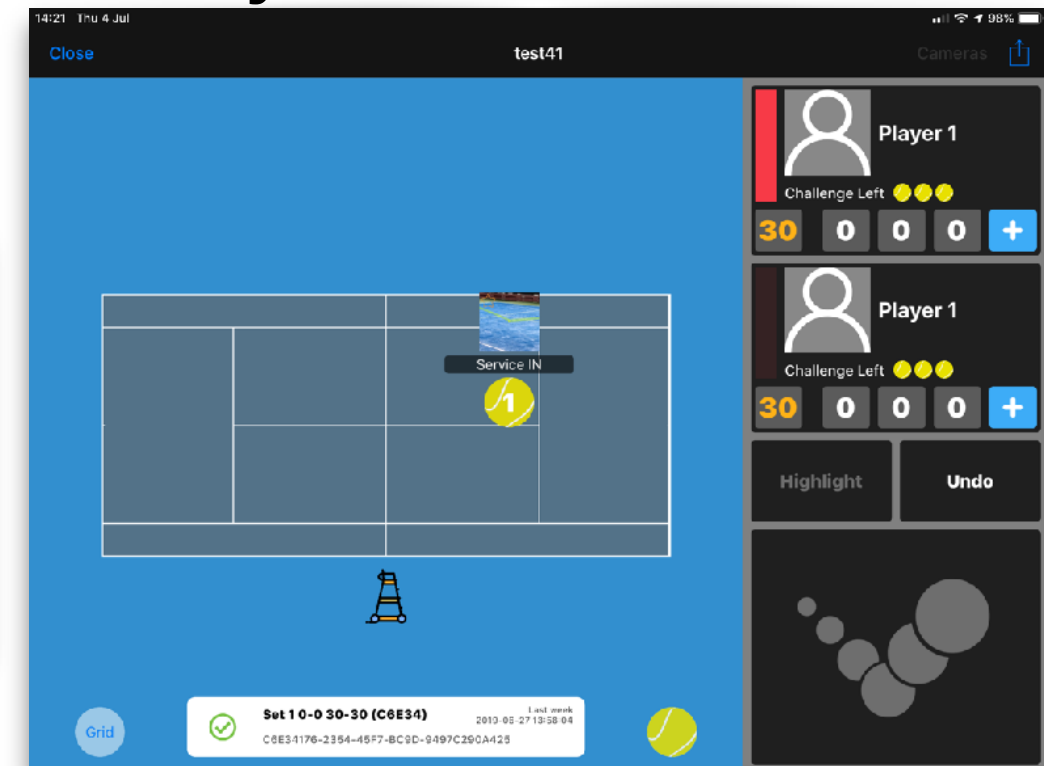 14:21 Thu 4 Jul
98%
Close
test41
Cameras
Player 1
Challenge Left
30 0 0 0 +
Player 1
Challenge Left
30 0 0 0 +
Service IN
1
Highlight
Undo
Grid
Set 1 0-0 30-30 (C6E34)
Last week
2019-06-27 13:58:04
C6E34176-2354-45F7-BC9D-9497C290A425